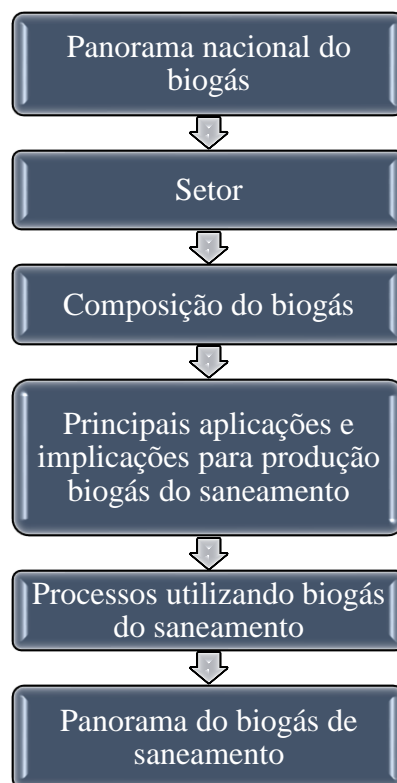 Panorama nacional do
biogás
Setor
Composição do biogás
Principais aplicações e
implicações para produção
biogás do saneamento
Processos utilizando biogás
do saneamento
Panorama do biogás de
saneamento